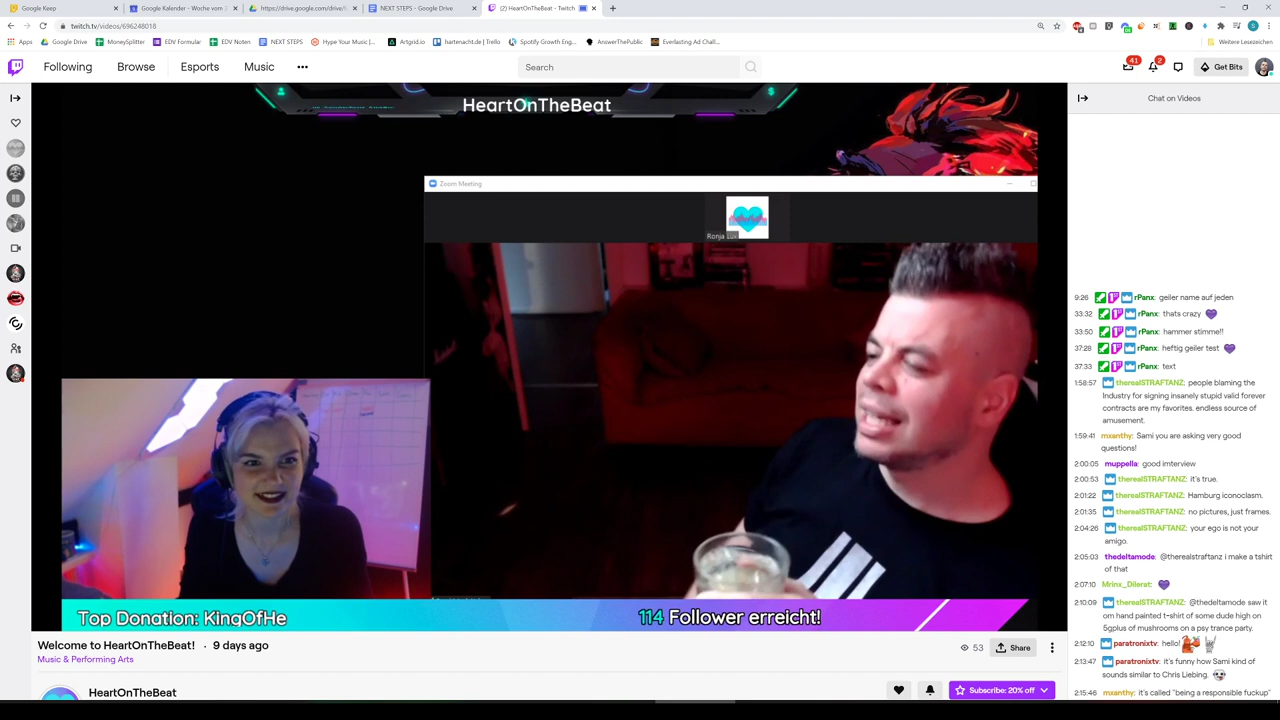 Google Keep
Google Kalender - Woche vom 3
https://drive.google.com/drive/f
NEXT STEPS - Google Drive
(2) HeartOnTheBeat - Twitch
twitch.tv/videos/696248018
Apps
Google Drive
MoneySplitter
EDV Formular
EDV Noten
NEXT STEPS
Hype Your Music |...
Artgrid.io
hartenacht.de | Trello
Spotify Growth Eng...
AnswerThePublic
Everlasting Ad Chall...
Weitere Lesezeichen
Following
Browse
Esports
Music
Search
41
2
Get Bits
HeartOnTheBeat
Chat on Videos
Zoom Meeting
Ronja Lux
9:26 rPanx: geiler name auf jeden
33:32 rPanx: thats crazy
33:50 rPanx: hammer stimme!!
37:28 rPanx: heftig geiler test
37:33 rPanx: text
1:58:57 therealSTRAFTANZ: people blaming the
Industry for signing insanely stupid valid forever
contracts are my favorites. endless source of
amusement.
1:59:41 mxanthy: Sami you are asking very good
questions!
2:00:05 muppella: good imterview
2:00:53 therealSTRAFTANZ: it's true.
2:01:22 therealSTRAFTANZ: Hamburg iconoclasm.
2:01:35 therealSTRAFTANZ: no pictures, just frames.
2:04:26 therealSTRAFTANZ: your ego is not your
amigo.
2:05:03 thedeltamode: @therealstraftanz i make a tshirt
of that
2:07:10 Mrinx_Dilerat:
2:10:09 therealSTRAFTANZ: @thedeltamode saw it
om hand painted t-shirt of some dude high on
5gplus of mushrooms on a psy trance party.
2:12:10 paratronixtv: hello!
2:13:47 paratronixtv: it's funny how Sami kind of
sounds similar to Chris Liebing.
2:15:46 mxanthy: it's called "being a responsible fuckup"
Top Donation: KingOfHe
114 Follower erreicht!
Welcome to HeartOnTheBeat! · 9 days ago
53
Share
Music & Performing Arts
HeartOnTheBeat
Subscribe: 20% off